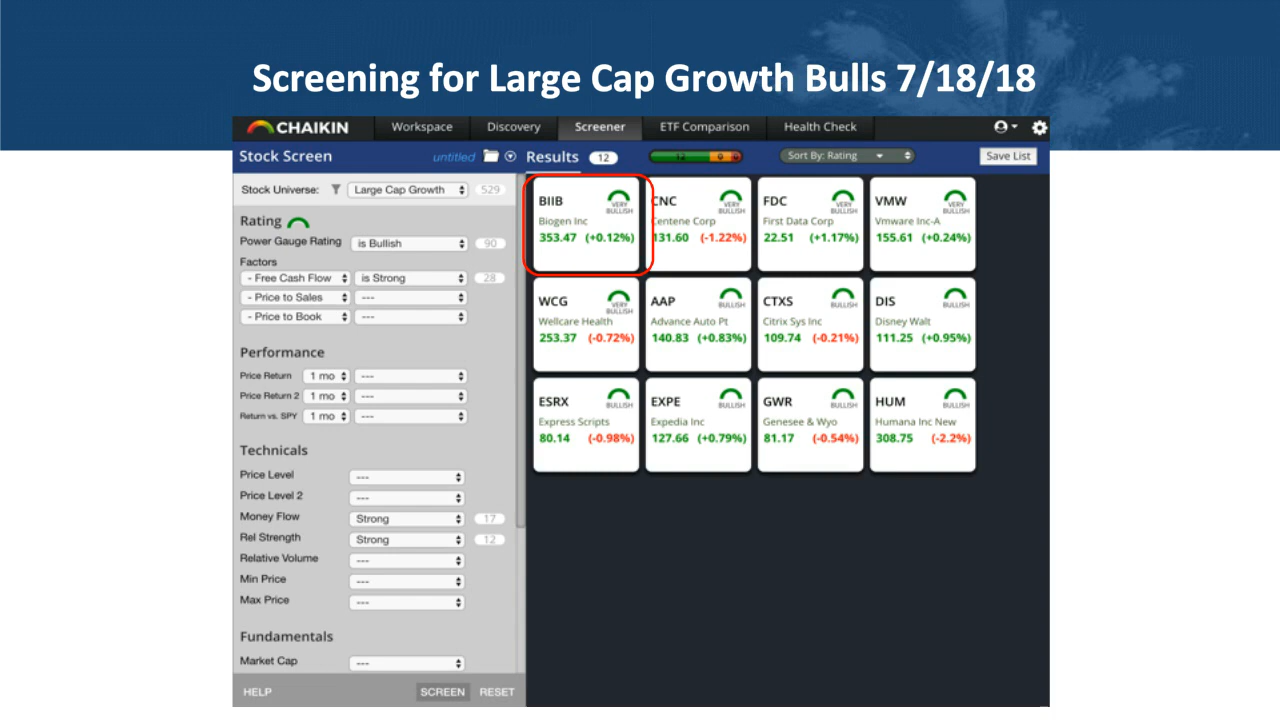 Screening for Large Cap Growth Bulls 7/18/18
CHAIKIN Workspace Discovery Screener ETF Comparison Health Check
Stock Screen untitled Results 12 12 0 0 Sort By: Rating Save List
Stock Universe: Large Cap Growth 529
Rating
Power Gauge Rating is Bullish 90
Factors
- Free Cash Flow is Strong 28
- Price to Sales ---
- Price to Book ---
Performance
Price Return 1 mo ---
Price Return 2 1 mo ---
Return vs. SPY 1 mo ---
Technicals
Price Level ---
Price Level 2 ---
Money Flow Strong 17
Rel Strength Strong 12
Relative Volume ---
Min Price ---
Max Price ---
Fundamentals
Market Cap ---
HELP SCREEN RESET
BIIB VERY BULLISH
Biogen Inc
353.47 (+0.12%)
CNC VERY BULLISH
Centene Corp
131.60 (-1.22%)
FDC VERY BULLISH
First Data Corp
22.51 (+1.17%)
VMW VERY BULLISH
Vmware Inc-A
155.61 (+0.24%)
WCG VERY BULLISH
Wellcare Health
253.37 (-0.72%)
AAP BULLISH
Advance Auto Pt
140.83 (+0.83%)
CTXS BULLISH
Citrix Sys Inc
109.74 (-0.21%)
DIS BULLISH
Disney Walt
111.25 (+0.95%)
ESRX BULLISH
Express Scripts
80.14 (-0.98%)
EXPE BULLISH
Expedia Inc
127.66 (+0.79%)
GWR BULLISH
Genesee & Wyo
81.17 (-0.54%)
HUM BULLISH
Humana Inc New
308.75 (-2.2%)